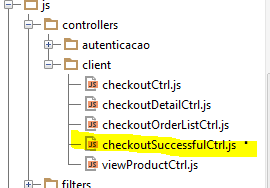 js
controllers
autenticacao
client
checkoutCtrl.js
checkoutDetailCtrl.js
checkoutOrderListCtrl.js
checkoutSuccessfulCtrl.js
viewProductCtrl.js
filters